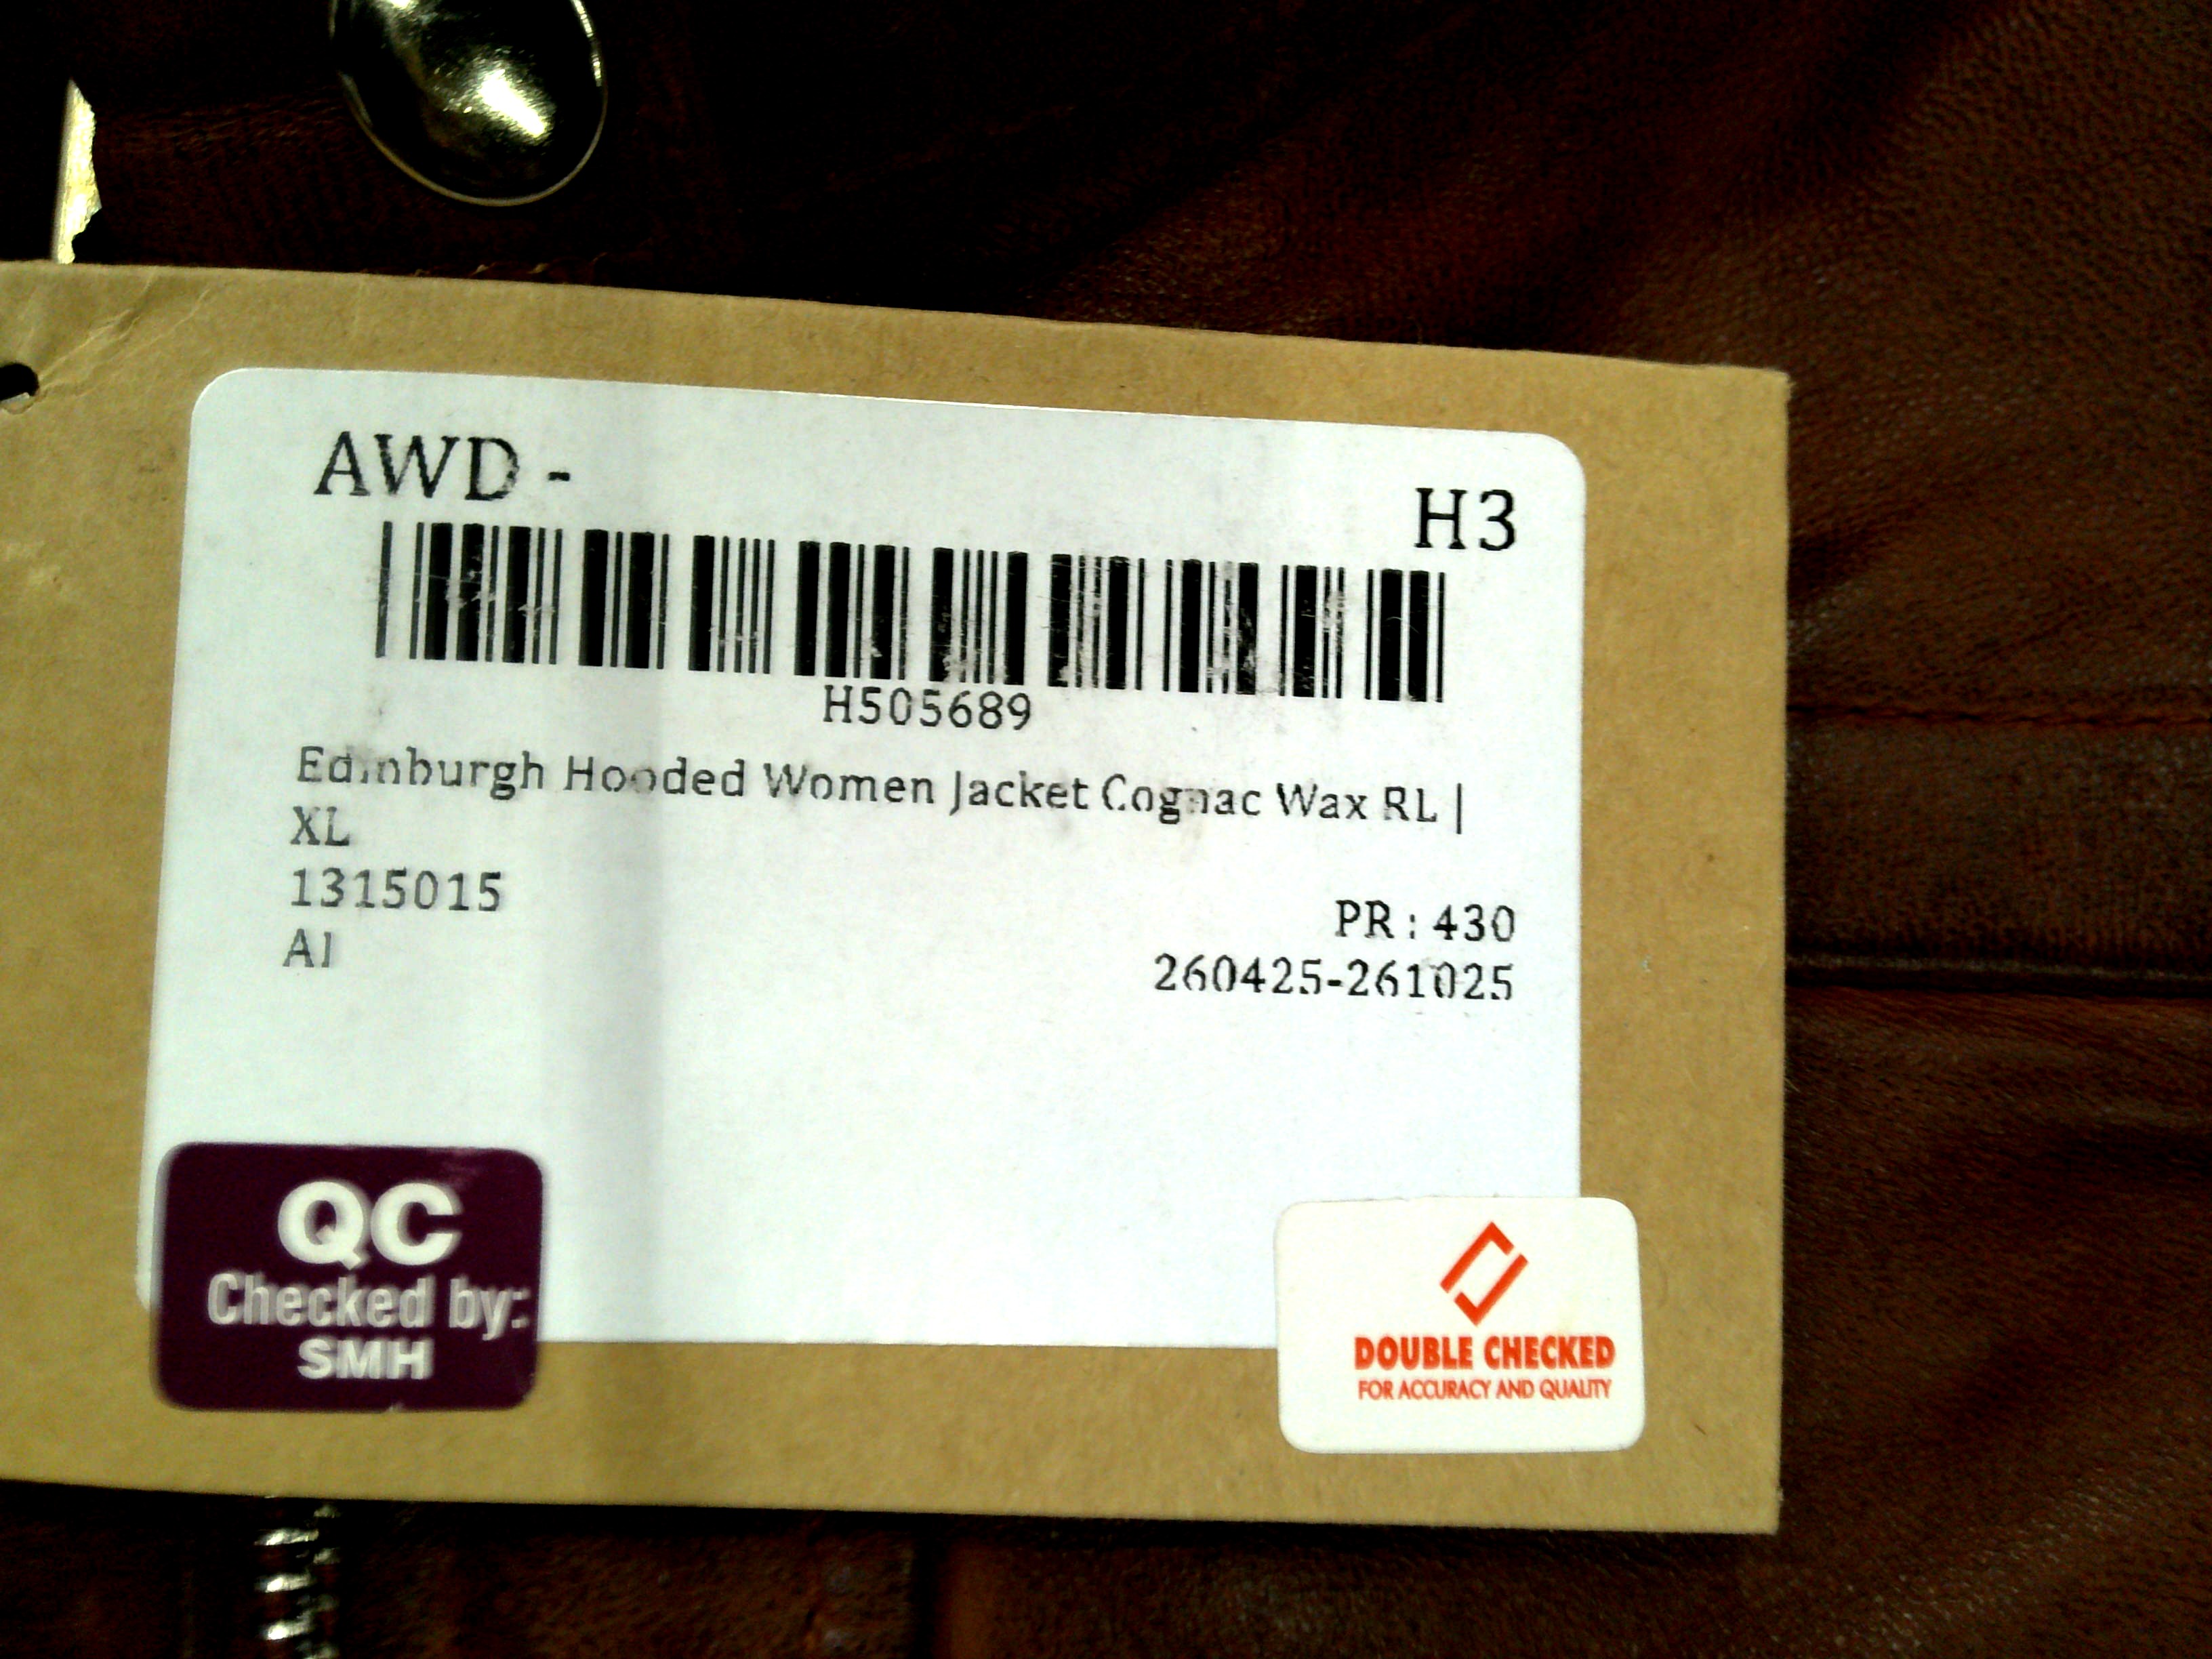 AWD -
H3
H505689
Edinburgh Hooded Women Jacket Cognac Wax RL |
XL
1315015
PR : 430
AI
260425-261025
QC
Checked by:
SMH
DOUBLE CHECKED
FOR ACCURACY AND QUALITY